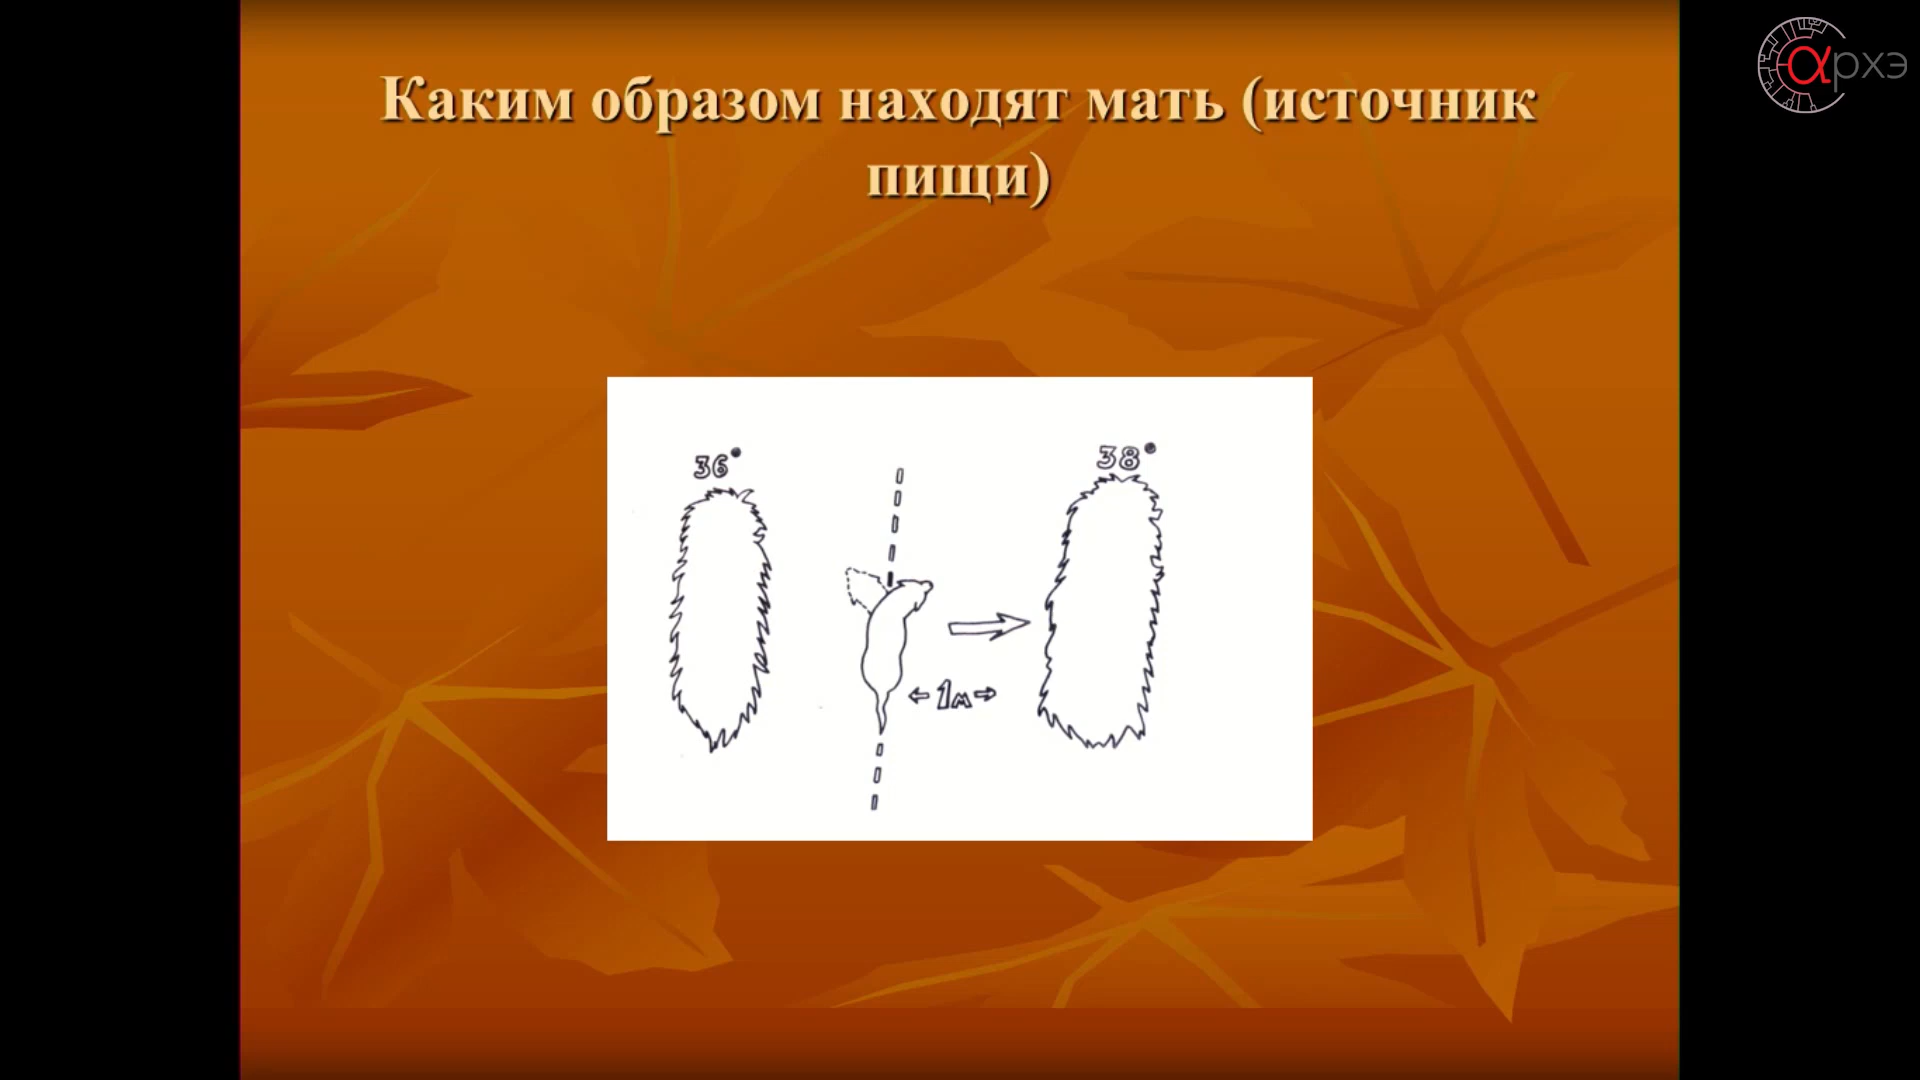 Каким образом находят мать (источник
пищи)
αрхэ
36°
38°
1м